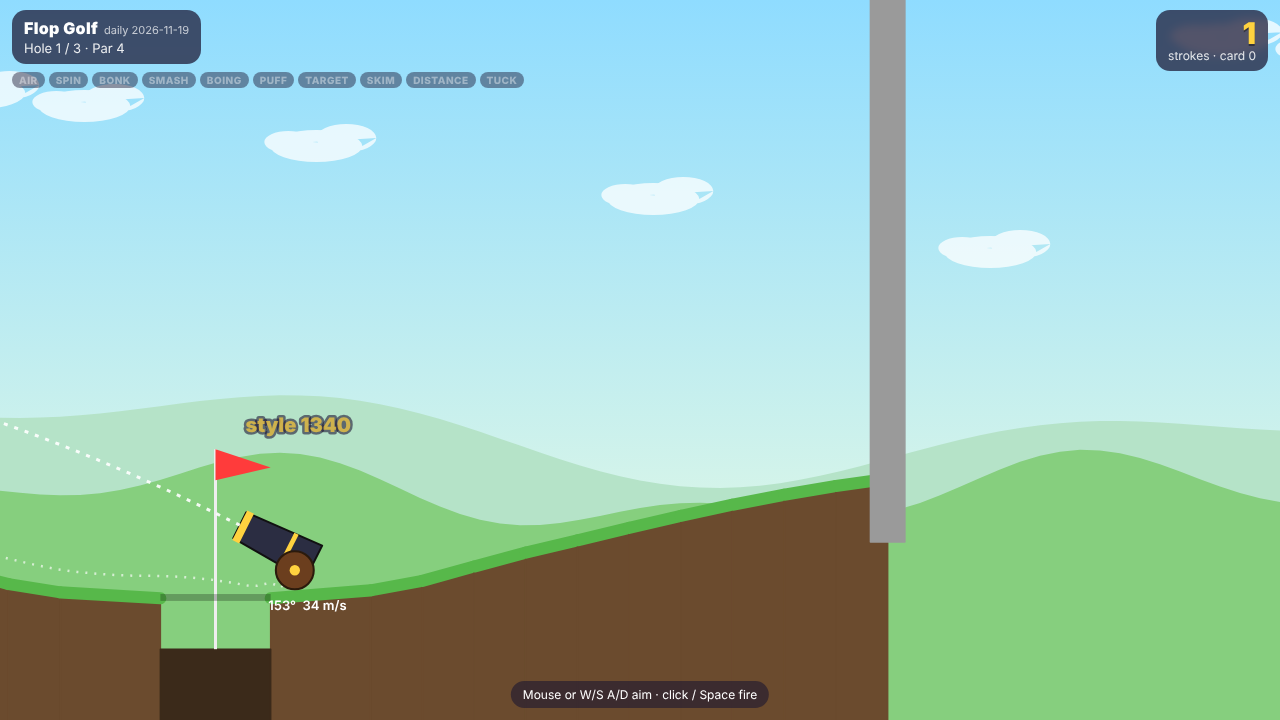 Flop Golf daily 2026-11-19
Hole 1 / 3 · Par 4
1
strokes · card 0
AIR SPIN BONK SMASH BOING PUFF TARGET SKIM DISTANCE TUCK
style 1340
153° 34 m/s
Mouse or W/S A/D aim · click / Space fire